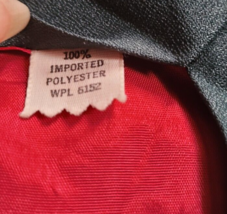 100%
IMPORTED
POLYESTER
WPL 6152